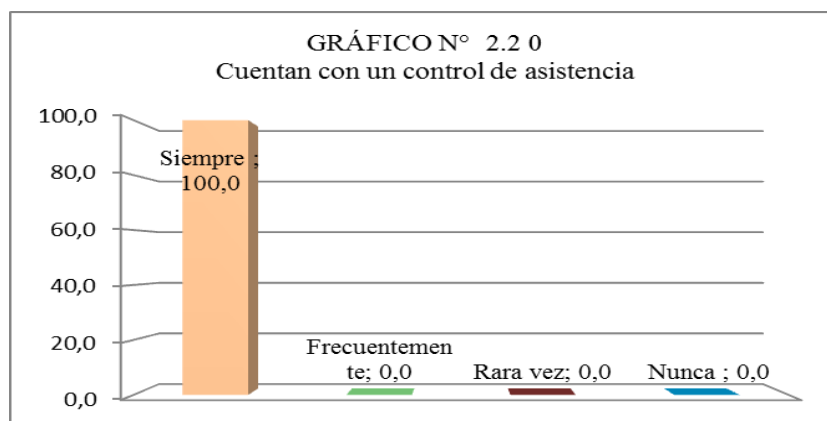 GRÁFICO N° 2.2 0
Cuentan con un control de asistencia
100,0
80,0
60,0
40,0
20,0
0,0
Siempre ;
100,0
Frecuentemen
te; 0,0
Rara vez; 0,0
Nunca ; 0,0